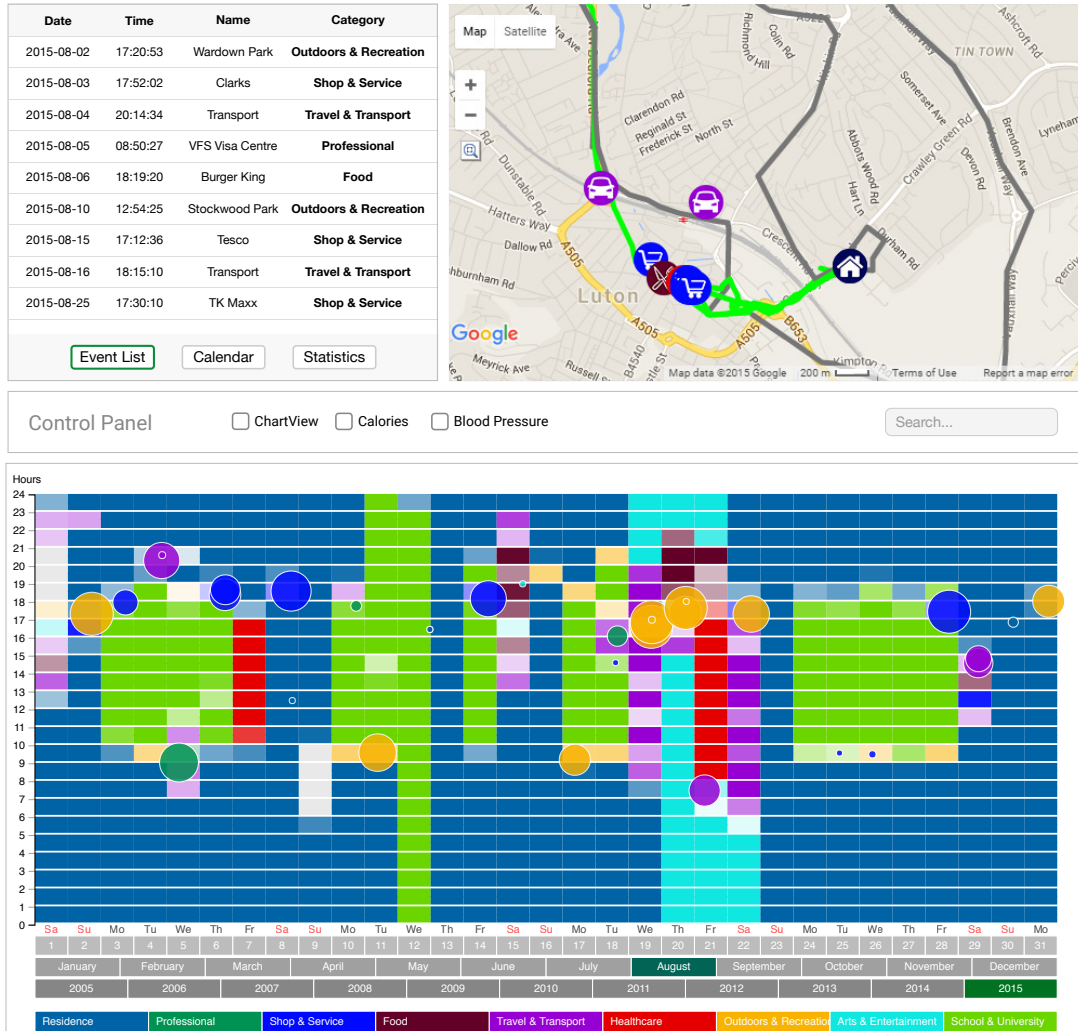 Date Time Name Category
2015-08-02 17:20:53 Wardown Park Outdoors & Recreation
2015-08-03 17:52:02 Clarks Shop & Service
2015-08-04 20:14:34 Transport Travel & Transport
2015-08-05 08:50:27 VFS Visa Centre Professional
2015-08-06 18:19:20 Burger King Food
2015-08-10 12:54:25 Stockwood Park Outdoors & Recreation
2015-08-15 17:12:36 Tesco Shop & Service
2015-08-16 18:15:10 Transport Travel & Transport
2015-08-25 17:30:10 TK Maxx Shop & Service
Event List Calendar Statistics
Map Satellite
+
−
Richmond Hill
Colin Rd
Ashcroft Rd
TIN TOWN
Somerset Ave
Clarendon Rd
Reginald St
Frederick St
North St
Abbots Wood Rd
Hart Ln
Crawley Green Rd
Devon Rd
Brendon Ave
Lyneham
Dunstable Rd
Hatters Way
Dallow Rd
A505
Durham Rd
Luton
A505
A505
B653
B4540
Vauxhall Way
Kimpton
Meyrick Ave
Google
Map data ©2015 Google 200 m Terms of Use Report a map error
Control Panel ChartView Calories Blood Pressure Search...
Hours
24
23
22
21
20
19
18
17
16
15
14
13
12
11
10
9
8
7
6
5
4
3
2
1
0
Sa Su Mo Tu We Th Fr Sa Su Mo Tu We Th Fr Sa Su Mo Tu We Th Fr Sa Su Mo Tu We Th Fr Sa Su Mo
1 2 3 4 5 6 7 8 9 10 11 12 13 14 15 16 17 18 19 20 21 22 23 24 25 26 27 28 29 30 31
January February March April May June July August September October November December
2005 2006 2007 2008 2009 2010 2011 2012 2013 2014 2015
Residence Professional Shop & Service Food Travel & Transport Healthcare Outdoors & Recreation Arts & Entertainment School & University